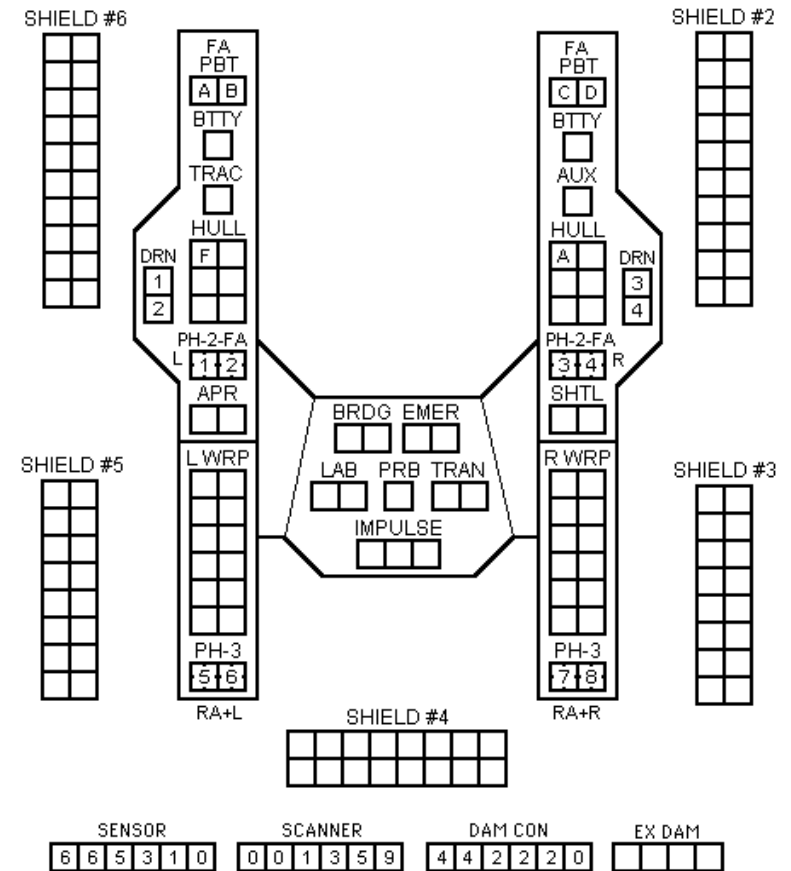 SHIELD #6
SHIELD #2
FA
PBT
A B
BTTY
TRAC
HULL
F
DRN
1
2
PH-2-FA
L 1 2
APR
FA
PBT
C D
BTTY
AUX
HULL
A
DRN
3
4
PH-2-FA
3 4 R
SHTL
BRDG EMER
LAB PRB TRAN
IMPULSE
SHIELD #5
L WRP
PH-3
5 6
RA+L
R WRP
PH-3
7 8
RA+R
SHIELD #3
SHIELD #4
SENSOR
6 6 5 3 1 0
SCANNER
0 0 1 3 5 9
DAM CON
4 4 2 2 2 0
EX DAM